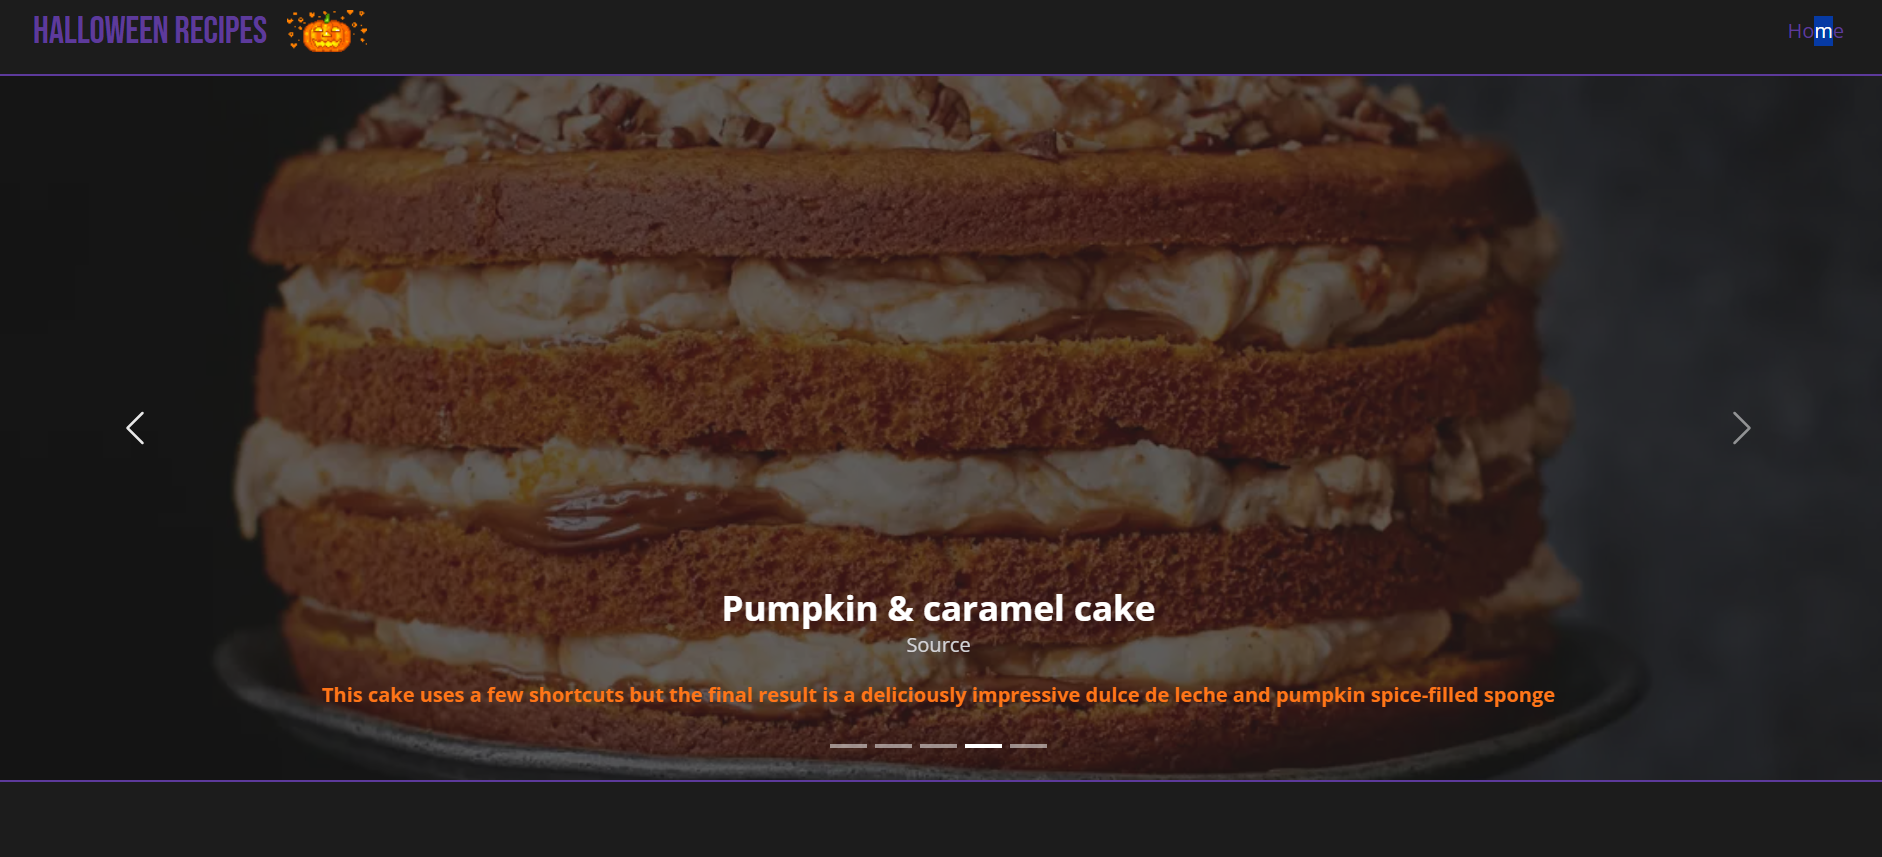 HALLOWEEN RECIPES
Home
Pumpkin & caramel cake
Source
This cake uses a few shortcuts but the final result is a deliciously impressive dulce de leche and pumpkin spice-filled sponge